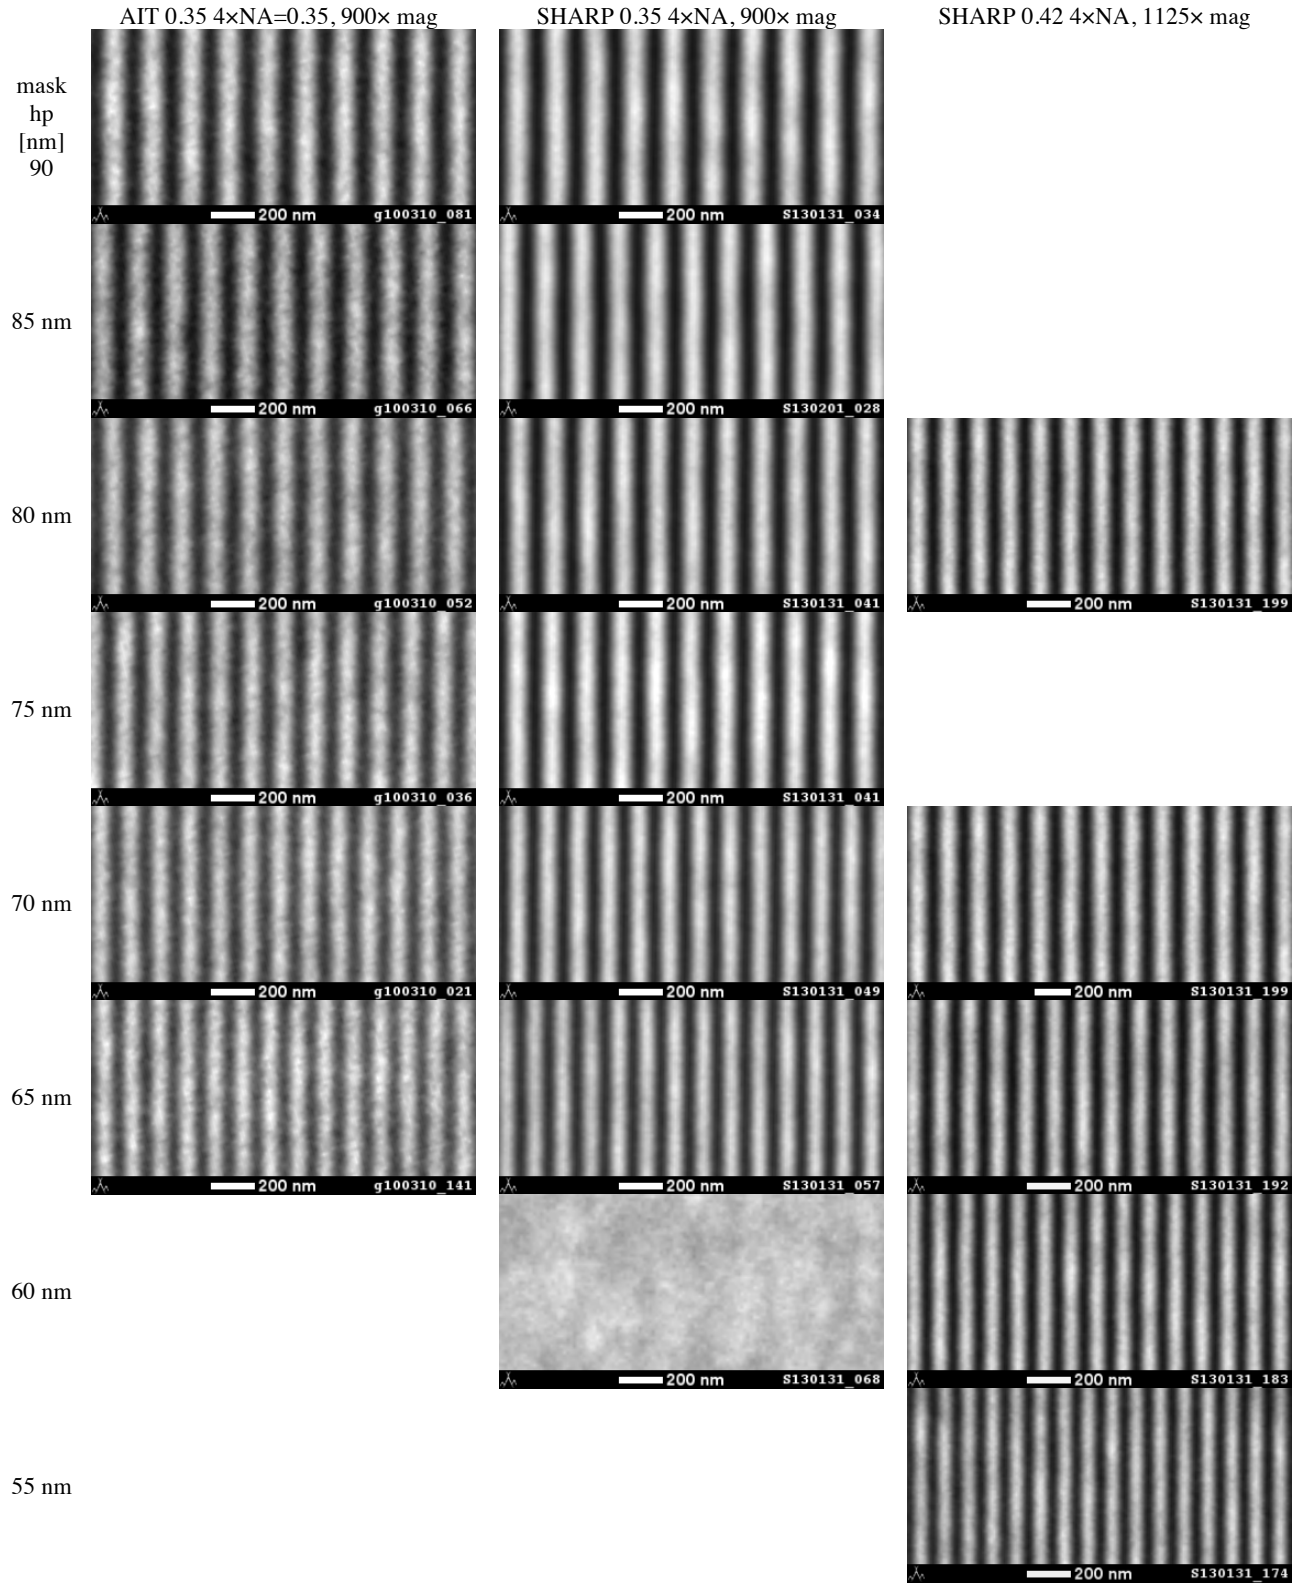 AIT 0.35 4×NA=0.35, 900× mag
SHARP 0.35 4×NA, 900× mag
SHARP 0.42 4×NA, 1125× mag
mask
hp
[nm]
90
200 nm g100310_081
200 nm S130131_034
85 nm
200 nm g100310_066
200 nm S130201_028
80 nm
200 nm g100310_052
200 nm S130131_041
200 nm S130131_199
75 nm
200 nm g100310_036
200 nm S130131_041
70 nm
200 nm g100310_021
200 nm S130131_049
200 nm S130131_199
65 nm
200 nm g100310_141
200 nm S130131_057
200 nm S130131_192
60 nm
200 nm S130131_068
200 nm S130131_183
55 nm
200 nm S130131_174